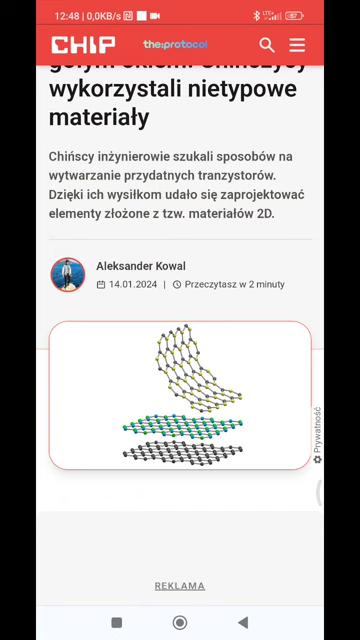 12:48 | 0,0KB/s
CHIP
the:protocol
wykorzystali nietypowe
materiały
Chińscy inżynierowie szukali sposobów na
wytwarzanie przydatnych tranzystorów.
Dzięki ich wysiłkom udało się zaprojektować
elementy złożone z tzw. materiałów 2D.
Aleksander Kowal
14.01.2024 | Przeczytasz w 2 minuty
Prywatność
REKLAMA